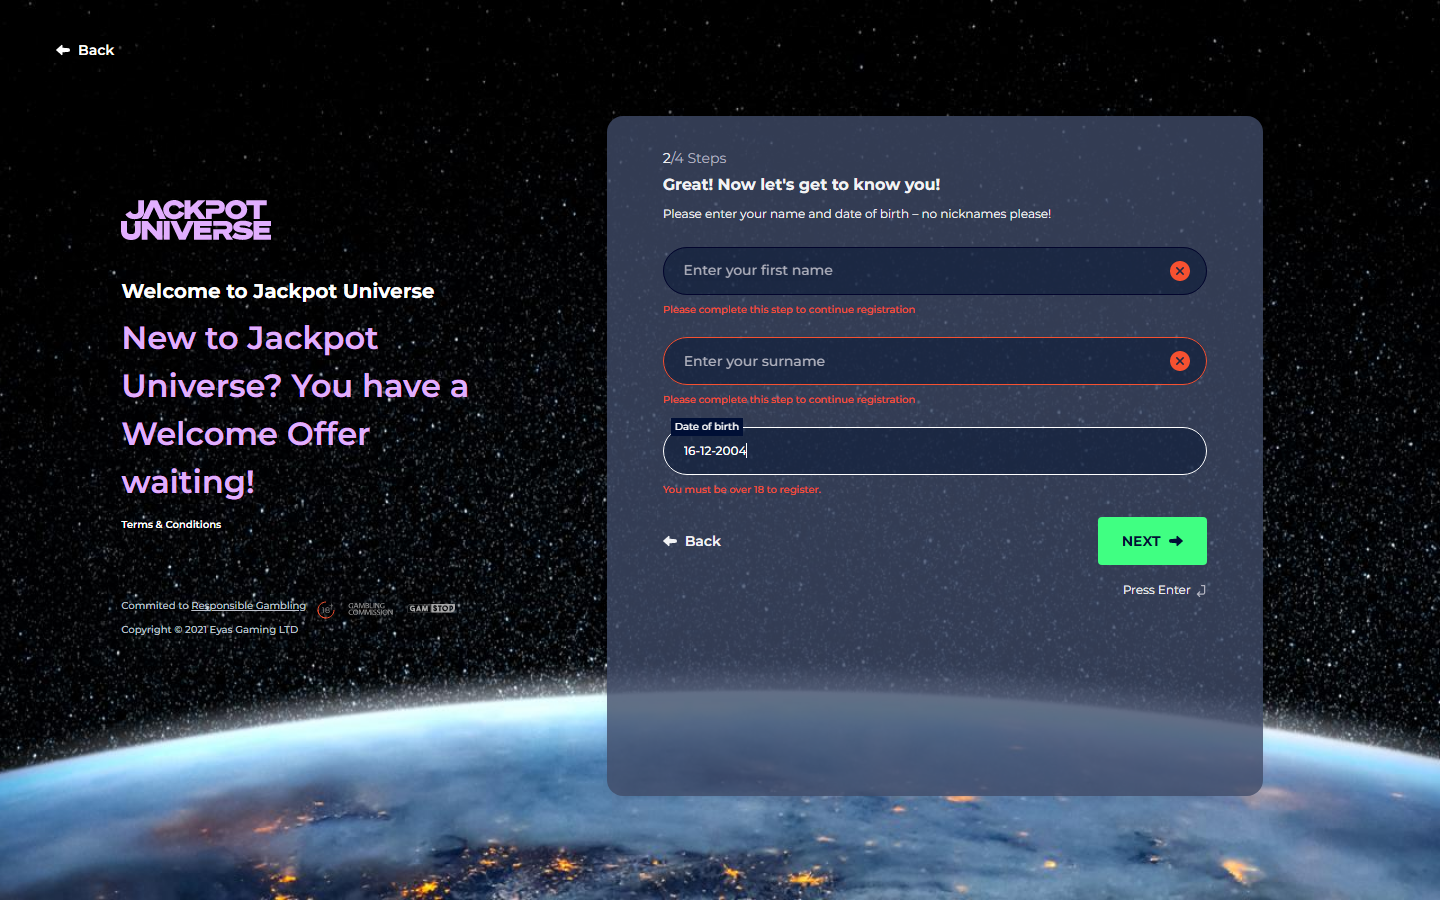 Back
JACKPOT
UNIVERSE
Welcome to Jackpot Universe
New to Jackpot
Universe? You have a
Welcome Offer
waiting!
Terms & Conditions
Commited to Responsible Gambling
18
GAMBLING
COMMISSION
GAMSTOP
Copyright © 2021 Eyas Gaming LTD
2/4 Steps
Great! Now let's get to know you!
Please enter your name and date of birth – no nicknames please!
Enter your first name
Please complete this step to continue registration
Enter your surname
Please complete this step to continue registration
Date of birth
16-12-2004
You must be over 18 to register.
Back
NEXT
Press Enter